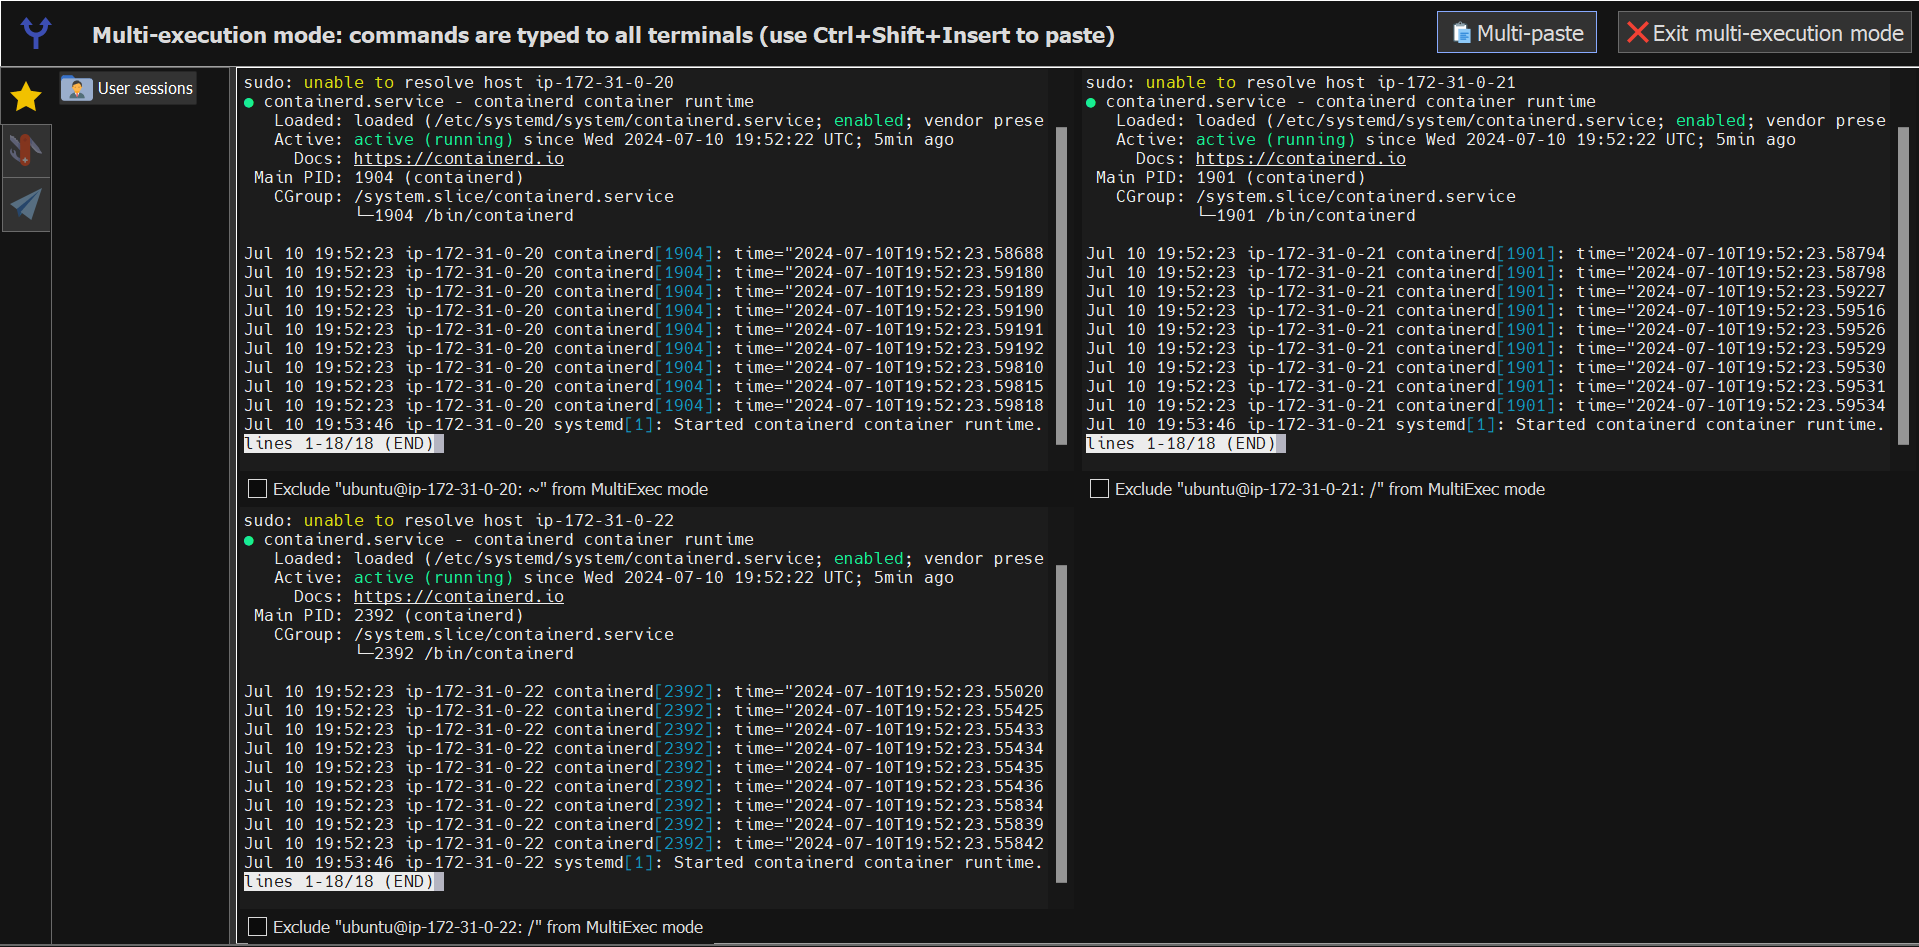 Multi-execution mode: commands are typed to all terminals (use Ctrl+Shift+Insert to paste)
Multi-paste
Exit multi-execution mode
User sessions
sudo: unable to resolve host ip-172-31-0-20
● containerd.service - containerd container runtime
Loaded: loaded (/etc/systemd/system/containerd.service; enabled; vendor prese
Active: active (running) since Wed 2024-07-10 19:52:22 UTC; 5min ago
Docs: https://containerd.io
Main PID: 1904 (containerd)
CGroup: /system.slice/containerd.service
└─1904 /bin/containerd
Jul 10 19:52:23 ip-172-31-0-20 containerd[1904]: time="2024-07-10T19:52:23.58688
Jul 10 19:52:23 ip-172-31-0-20 containerd[1904]: time="2024-07-10T19:52:23.59180
Jul 10 19:52:23 ip-172-31-0-20 containerd[1904]: time="2024-07-10T19:52:23.59189
Jul 10 19:52:23 ip-172-31-0-20 containerd[1904]: time="2024-07-10T19:52:23.59190
Jul 10 19:52:23 ip-172-31-0-20 containerd[1904]: time="2024-07-10T19:52:23.59191
Jul 10 19:52:23 ip-172-31-0-20 containerd[1904]: time="2024-07-10T19:52:23.59192
Jul 10 19:52:23 ip-172-31-0-20 containerd[1904]: time="2024-07-10T19:52:23.59810
Jul 10 19:52:23 ip-172-31-0-20 containerd[1904]: time="2024-07-10T19:52:23.59815
Jul 10 19:52:23 ip-172-31-0-20 containerd[1904]: time="2024-07-10T19:52:23.59818
Jul 10 19:53:46 ip-172-31-0-20 systemd[1]: Started containerd container runtime.
lines 1-18/18 (END)
Exclude "ubuntu@ip-172-31-0-20: ~" from MultiExec mode
sudo: unable to resolve host ip-172-31-0-21
● containerd.service - containerd container runtime
Loaded: loaded (/etc/systemd/system/containerd.service; enabled; vendor prese
Active: active (running) since Wed 2024-07-10 19:52:22 UTC; 5min ago
Docs: https://containerd.io
Main PID: 1901 (containerd)
CGroup: /system.slice/containerd.service
└─1901 /bin/containerd
Jul 10 19:52:23 ip-172-31-0-21 containerd[1901]: time="2024-07-10T19:52:23.58794
Jul 10 19:52:23 ip-172-31-0-21 containerd[1901]: time="2024-07-10T19:52:23.58798
Jul 10 19:52:23 ip-172-31-0-21 containerd[1901]: time="2024-07-10T19:52:23.59227
Jul 10 19:52:23 ip-172-31-0-21 containerd[1901]: time="2024-07-10T19:52:23.59516
Jul 10 19:52:23 ip-172-31-0-21 containerd[1901]: time="2024-07-10T19:52:23.59526
Jul 10 19:52:23 ip-172-31-0-21 containerd[1901]: time="2024-07-10T19:52:23.59529
Jul 10 19:52:23 ip-172-31-0-21 containerd[1901]: time="2024-07-10T19:52:23.59530
Jul 10 19:52:23 ip-172-31-0-21 containerd[1901]: time="2024-07-10T19:52:23.59531
Jul 10 19:52:23 ip-172-31-0-21 containerd[1901]: time="2024-07-10T19:52:23.59534
Jul 10 19:53:46 ip-172-31-0-21 systemd[1]: Started containerd container runtime.
lines 1-18/18 (END)
Exclude "ubuntu@ip-172-31-0-21: /" from MultiExec mode
sudo: unable to resolve host ip-172-31-0-22
● containerd.service - containerd container runtime
Loaded: loaded (/etc/systemd/system/containerd.service; enabled; vendor prese
Active: active (running) since Wed 2024-07-10 19:52:22 UTC; 5min ago
Docs: https://containerd.io
Main PID: 2392 (containerd)
CGroup: /system.slice/containerd.service
└─2392 /bin/containerd
Jul 10 19:52:23 ip-172-31-0-22 containerd[2392]: time="2024-07-10T19:52:23.55020
Jul 10 19:52:23 ip-172-31-0-22 containerd[2392]: time="2024-07-10T19:52:23.55425
Jul 10 19:52:23 ip-172-31-0-22 containerd[2392]: time="2024-07-10T19:52:23.55433
Jul 10 19:52:23 ip-172-31-0-22 containerd[2392]: time="2024-07-10T19:52:23.55434
Jul 10 19:52:23 ip-172-31-0-22 containerd[2392]: time="2024-07-10T19:52:23.55435
Jul 10 19:52:23 ip-172-31-0-22 containerd[2392]: time="2024-07-10T19:52:23.55436
Jul 10 19:52:23 ip-172-31-0-22 containerd[2392]: time="2024-07-10T19:52:23.55834
Jul 10 19:52:23 ip-172-31-0-22 containerd[2392]: time="2024-07-10T19:52:23.55839
Jul 10 19:52:23 ip-172-31-0-22 containerd[2392]: time="2024-07-10T19:52:23.55842
Jul 10 19:53:46 ip-172-31-0-22 systemd[1]: Started containerd container runtime.
lines 1-18/18 (END)
Exclude "ubuntu@ip-172-31-0-22: /" from MultiExec mode